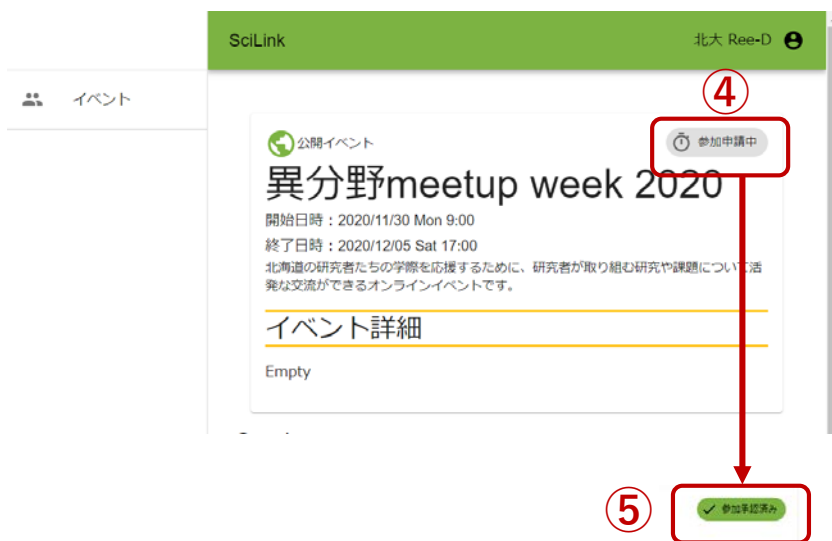 SciLink
北大 Ree-D
イベント
④
公開イベント
参加申請中
異分野meetup week 2020
開始日時：2020/11/30 Mon 9:00
終了日時：2020/12/05 Sat 17:00
北海道の研究者たちの学際を応援するために、研究者が取り組む研究や課題について活
発な交流ができるオンラインイベントです。
イベント詳細
Empty
⑤
参加承認済み